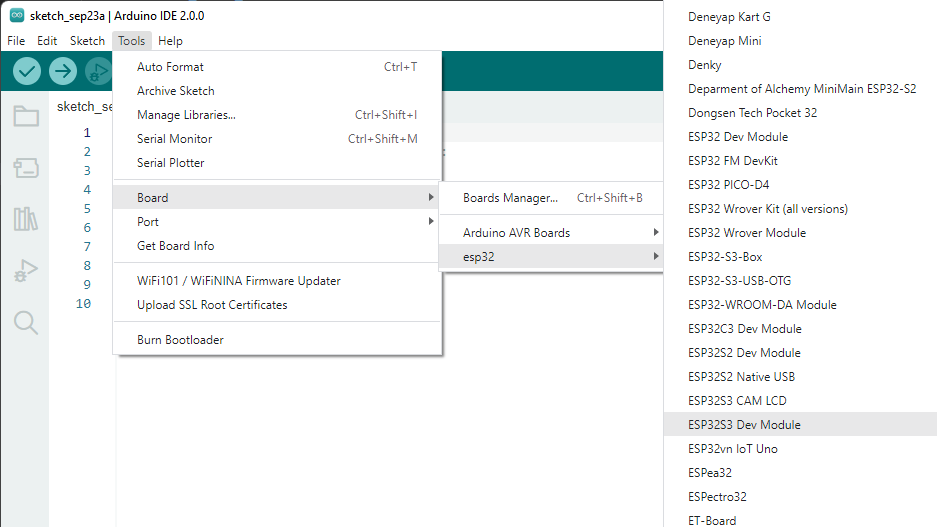 sketch_sep23a | Arduino IDE 2.0.0
File Edit Sketch Tools Help
sketch_se
1
2
3
4
5
6
7
8
9
10
Auto Format Ctrl+T
Archive Sketch
Manage Libraries... Ctrl+Shift+I
Serial Monitor Ctrl+Shift+M
Serial Plotter
Board
Port
Get Board Info
WiFi101 / WiFiNINA Firmware Updater
Upload SSL Root Certificates
Burn Bootloader
Boards Manager... Ctrl+Shift+B
Arduino AVR Boards
esp32
Deneyap Kart G
Deneyap Mini
Denky
Deparment of Alchemy MiniMain ESP32-S2
Dongsen Tech Pocket 32
ESP32 Dev Module
ESP32 FM DevKit
ESP32 PICO-D4
ESP32 Wrover Kit (all versions)
ESP32 Wrover Module
ESP32-S3-Box
ESP32-S3-USB-OTG
ESP32-WROOM-DA Module
ESP32C3 Dev Module
ESP32S2 Dev Module
ESP32S2 Native USB
ESP32S3 CAM LCD
ESP32S3 Dev Module
ESP32vn IoT Uno
ESPea32
ESPectro32
ET-Board